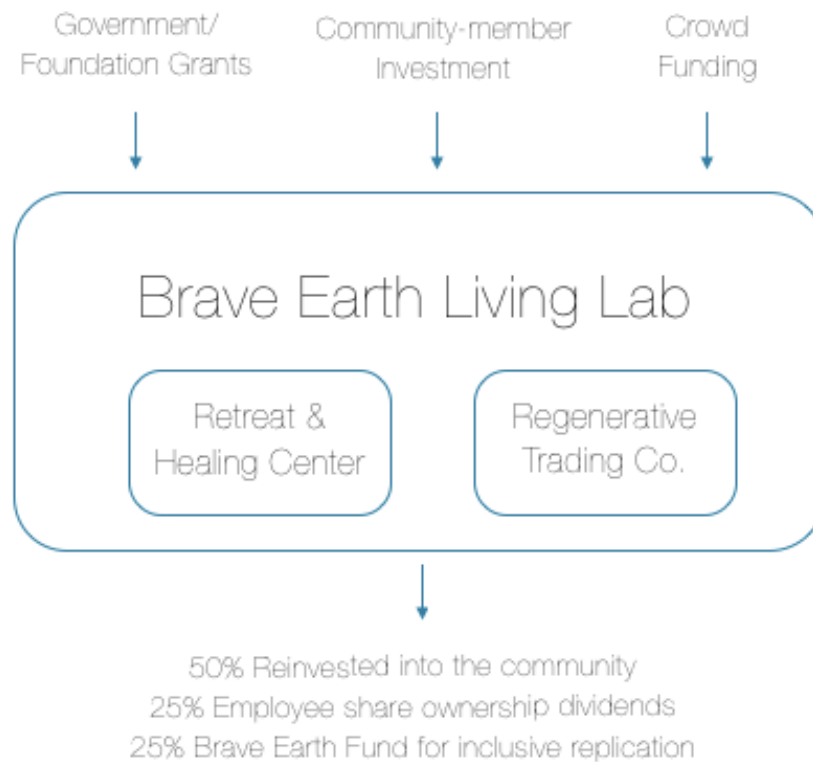 Government/
Foundation Grants
Community-member
Investment
Crowd
Funding
Brave Earth Living Lab
Retreat &
Healing Center
Regenerative
Trading Co.
50% Reinvested into the community
25% Employee share ownership dividends
25% Brave Earth Fund for inclusive replication